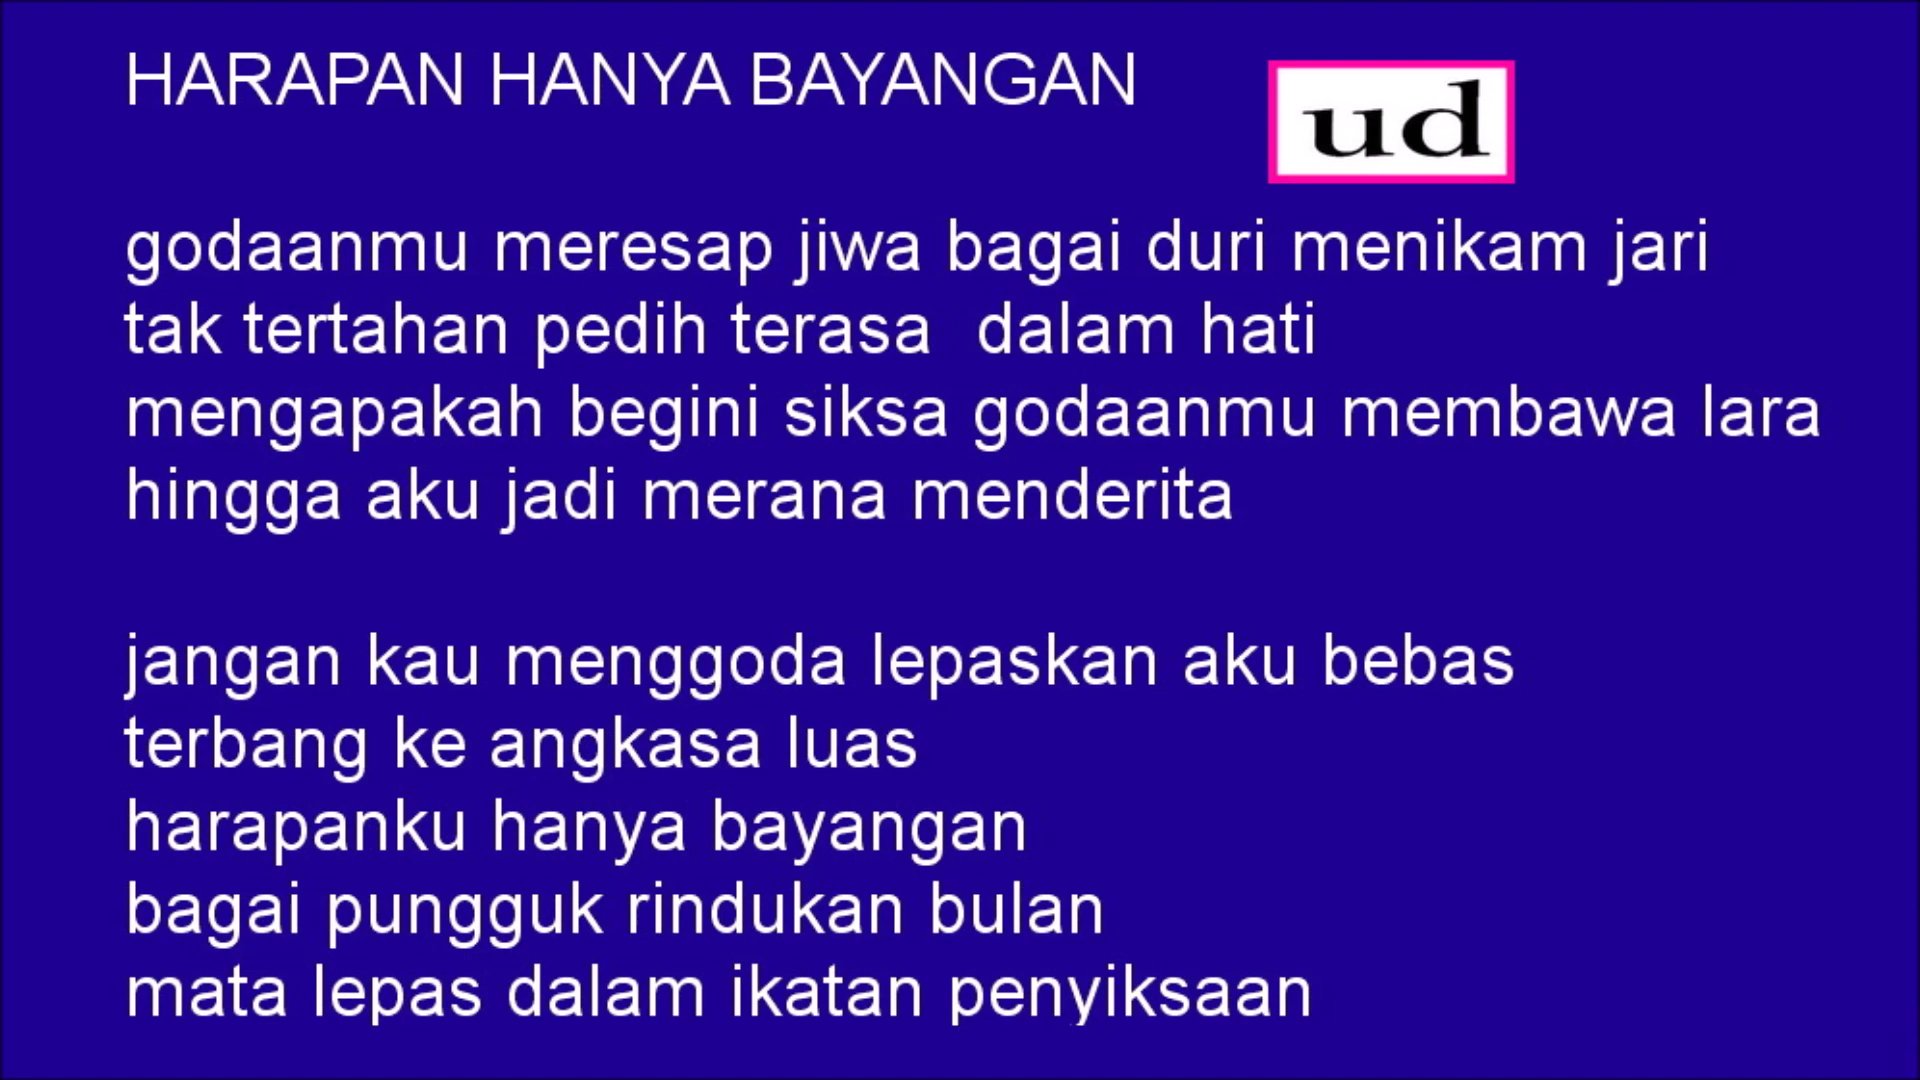 HARAPAN HANYA BAYANGAN
ud
godaanmu meresap jiwa bagai duri menikam jari
tak tertahan pedih terasa  dalam hati
mengapakah begini siksa godaanmu membawa lara
hingga aku jadi merana menderita
jangan kau menggoda lepaskan aku bebas
terbang ke angkasa luas
harapanku hanya bayangan
bagai pungguk rindukan bulan
mata lepas dalam ikatan penyiksaan